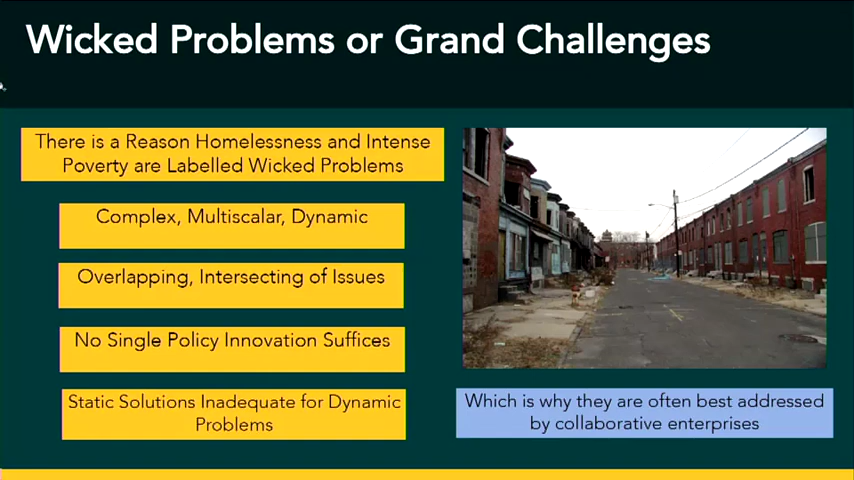 Wicked Problems or Grand Challenges
There is a Reason Homelessness and Intense
Poverty are Labelled Wicked Problems
Complex, Multiscalar, Dynamic
Overlapping, Intersecting of Issues
No Single Policy Innovation Suffices
Static Solutions Inadequate for Dynamic
Problems
Which is why they are often best addressed
by collaborative enterprises